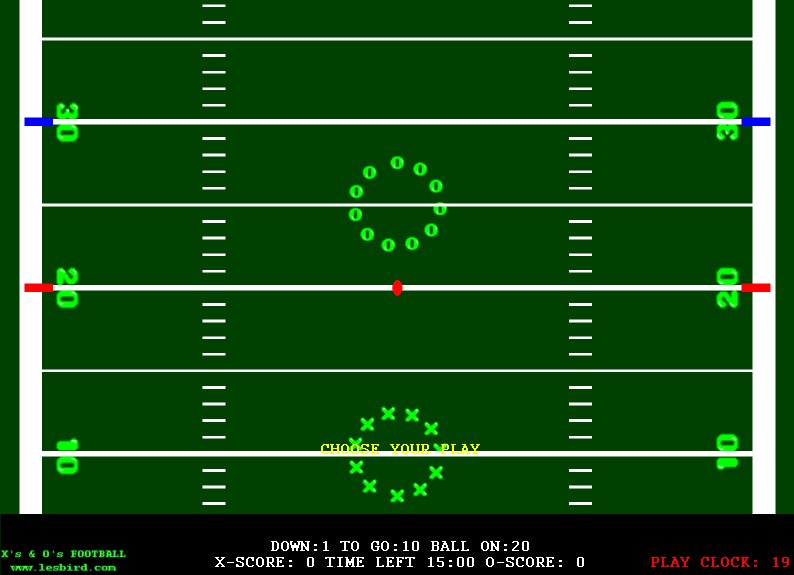 30 30
20 20
CHOOSE YOUR PLAY
10 10
DOWN:1 TO GO:10 BALL ON:20
X-SCORE: 0 TIME LEFT 15:00 O-SCORE: 0
X's & O's FOOTBALL
www.lesbird.com
PLAY CLOCK: 19